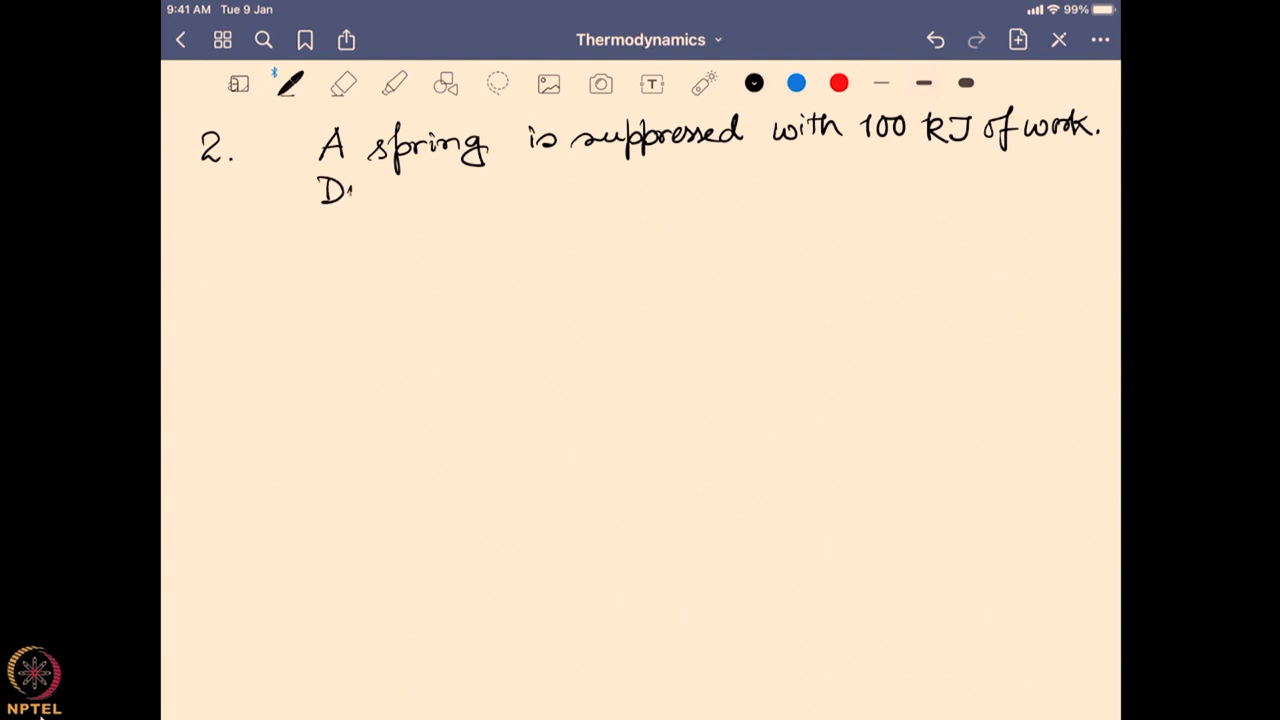 9:41 AM Tue 9 Jan
99%
Thermodynamics
T
2. A spring is suppressed with 100 kJ of work.
D
NPTEL